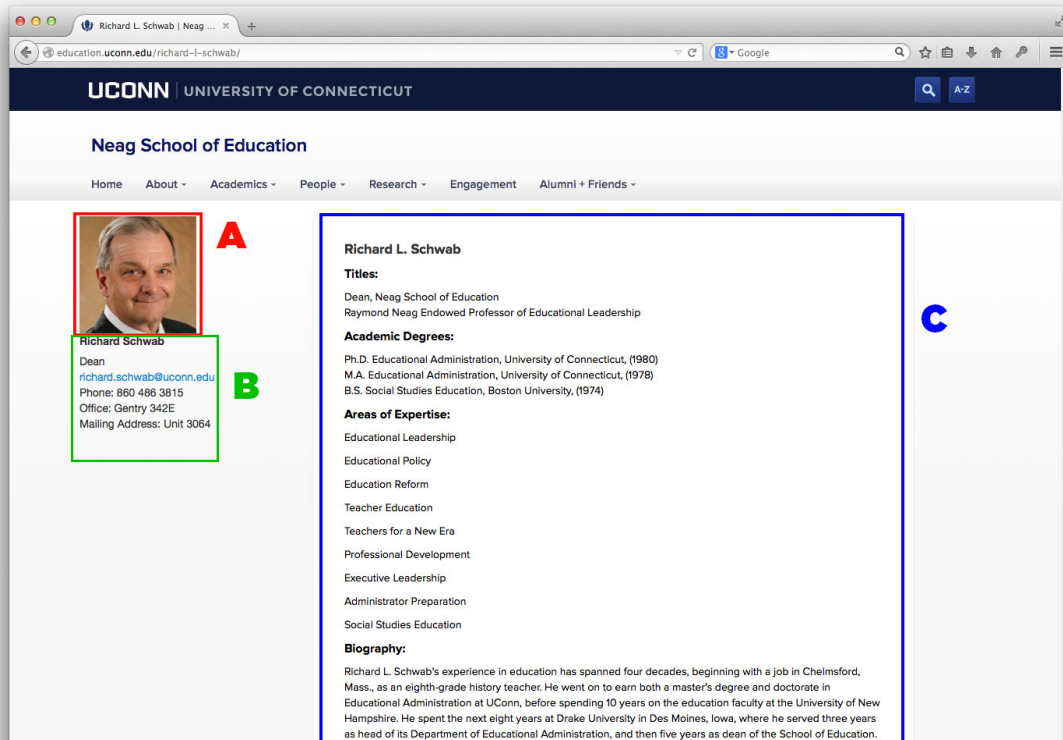 Richard L. Schwab | Neag ...
education.uconn.edu/richard-l-schwab/
Google
UCONN | UNIVERSITY OF CONNECTICUT
A-Z
Neag School of Education
Home About Academics People Research Engagement Alumni + Friends
A
Richard Schwab
Dean
richard.schwab@uconn.edu
Phone: 860 486 3815
Office: Gentry 342E
Mailing Address: Unit 3064
B
Richard L. Schwab
Titles:
Dean, Neag School of Education
Raymond Neag Endowed Professor of Educational Leadership
Academic Degrees:
Ph.D. Educational Administration, University of Connecticut, (1980)
M.A. Educational Administration, University of Connecticut, (1978)
B.S. Social Studies Education, Boston University, (1974)
Areas of Expertise:
Educational Leadership
Educational Policy
Education Reform
Teacher Education
Teachers for a New Era
Professional Development
Executive Leadership
Administrator Preparation
Social Studies Education
Biography:
Richard L. Schwab's experience in education has spanned four decades, beginning with a job in Chelmsford,
Mass., as an eighth-grade history teacher. He went on to earn both a master's degree and doctorate in
Educational Administration at UConn, before spending 10 years on the education faculty at the University of New
Hampshire. He spent the next eight years at Drake University in Des Moines, Iowa, where he served three years
as head of its Department of Educational Administration, and then five years as dean of the School of Education.
C